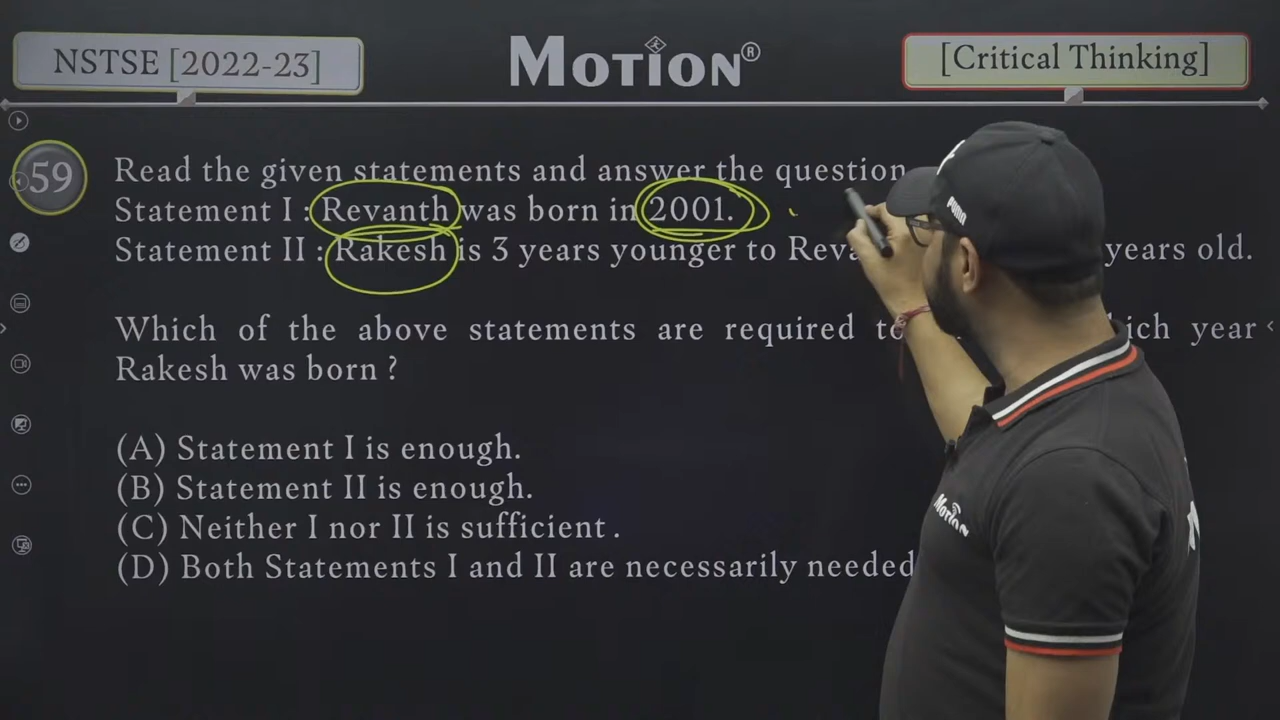 NSTSE [2022-23]
MOTION®
[Critical Thinking]
59
Read the given statements and answer the question
Statement I : Revanth was born in 2001.
Statement II : Rakesh is 3 years younger to years old.
Which of the above statements are required year
Rakesh was born ?
(A) Statement I is enough.
(B) Statement II is enough.
(C) Neither I nor II is sufficient .
(D) Both Statements I and II are necessarily needed
PUMA
Motion